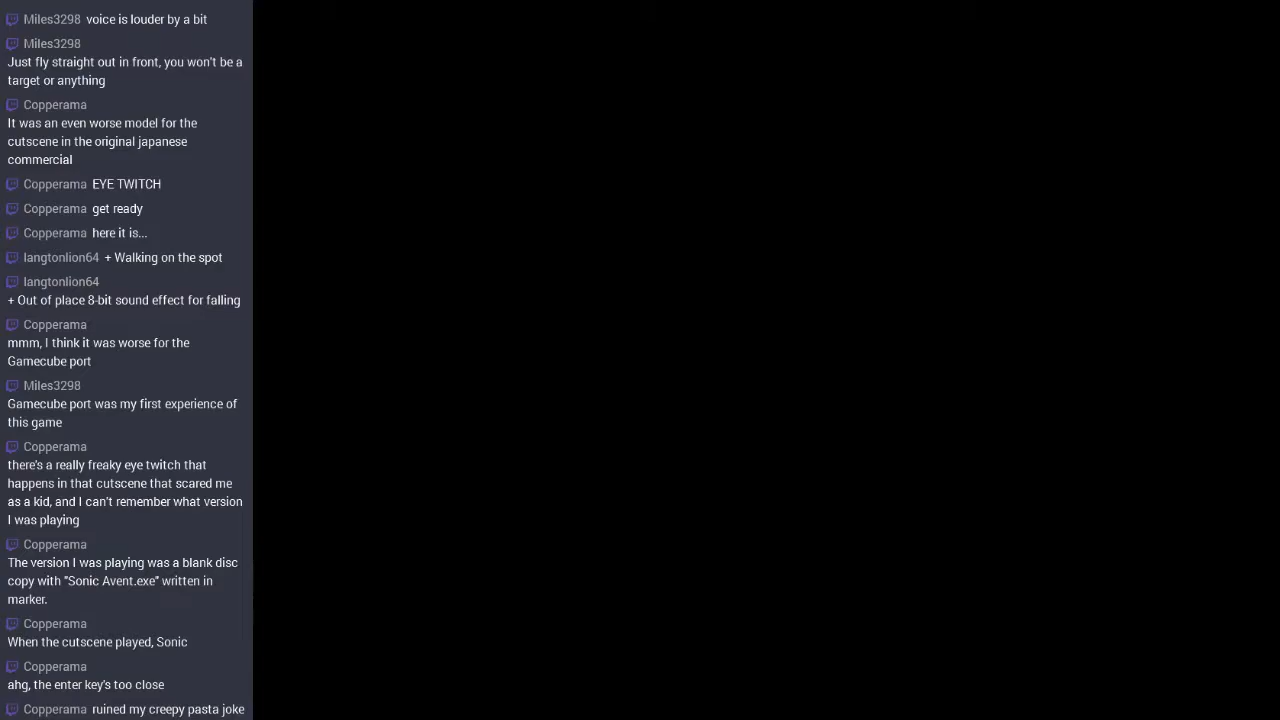 Miles3298 voice is louder by a bit
Miles3298
Just fly straight out in front, you won't be a
target or anything
Copperama
It was an even worse model for the
cutscene in the original japanese
commercial
Copperama EYE TWITCH
Copperama get ready
Copperama here it is...
langtonlion64 + Walking on the spot
langtonlion64
+ Out of place 8-bit sound effect for falling
Copperama
mmm, I think it was worse for the
Gamecube port
Miles3298
Gamecube port was my first experience of
this game
Copperama
there's a really freaky eye twitch that
happens in that cutscene that scared me
as a kid, and I can't remember what version
I was playing
Copperama
The version I was playing was a blank disc
copy with "Sonic Avent.exe" written in
marker.
Copperama
When the cutscene played, Sonic
Copperama
ahg, the enter key's too close
Copperama ruined my creepy pasta joke